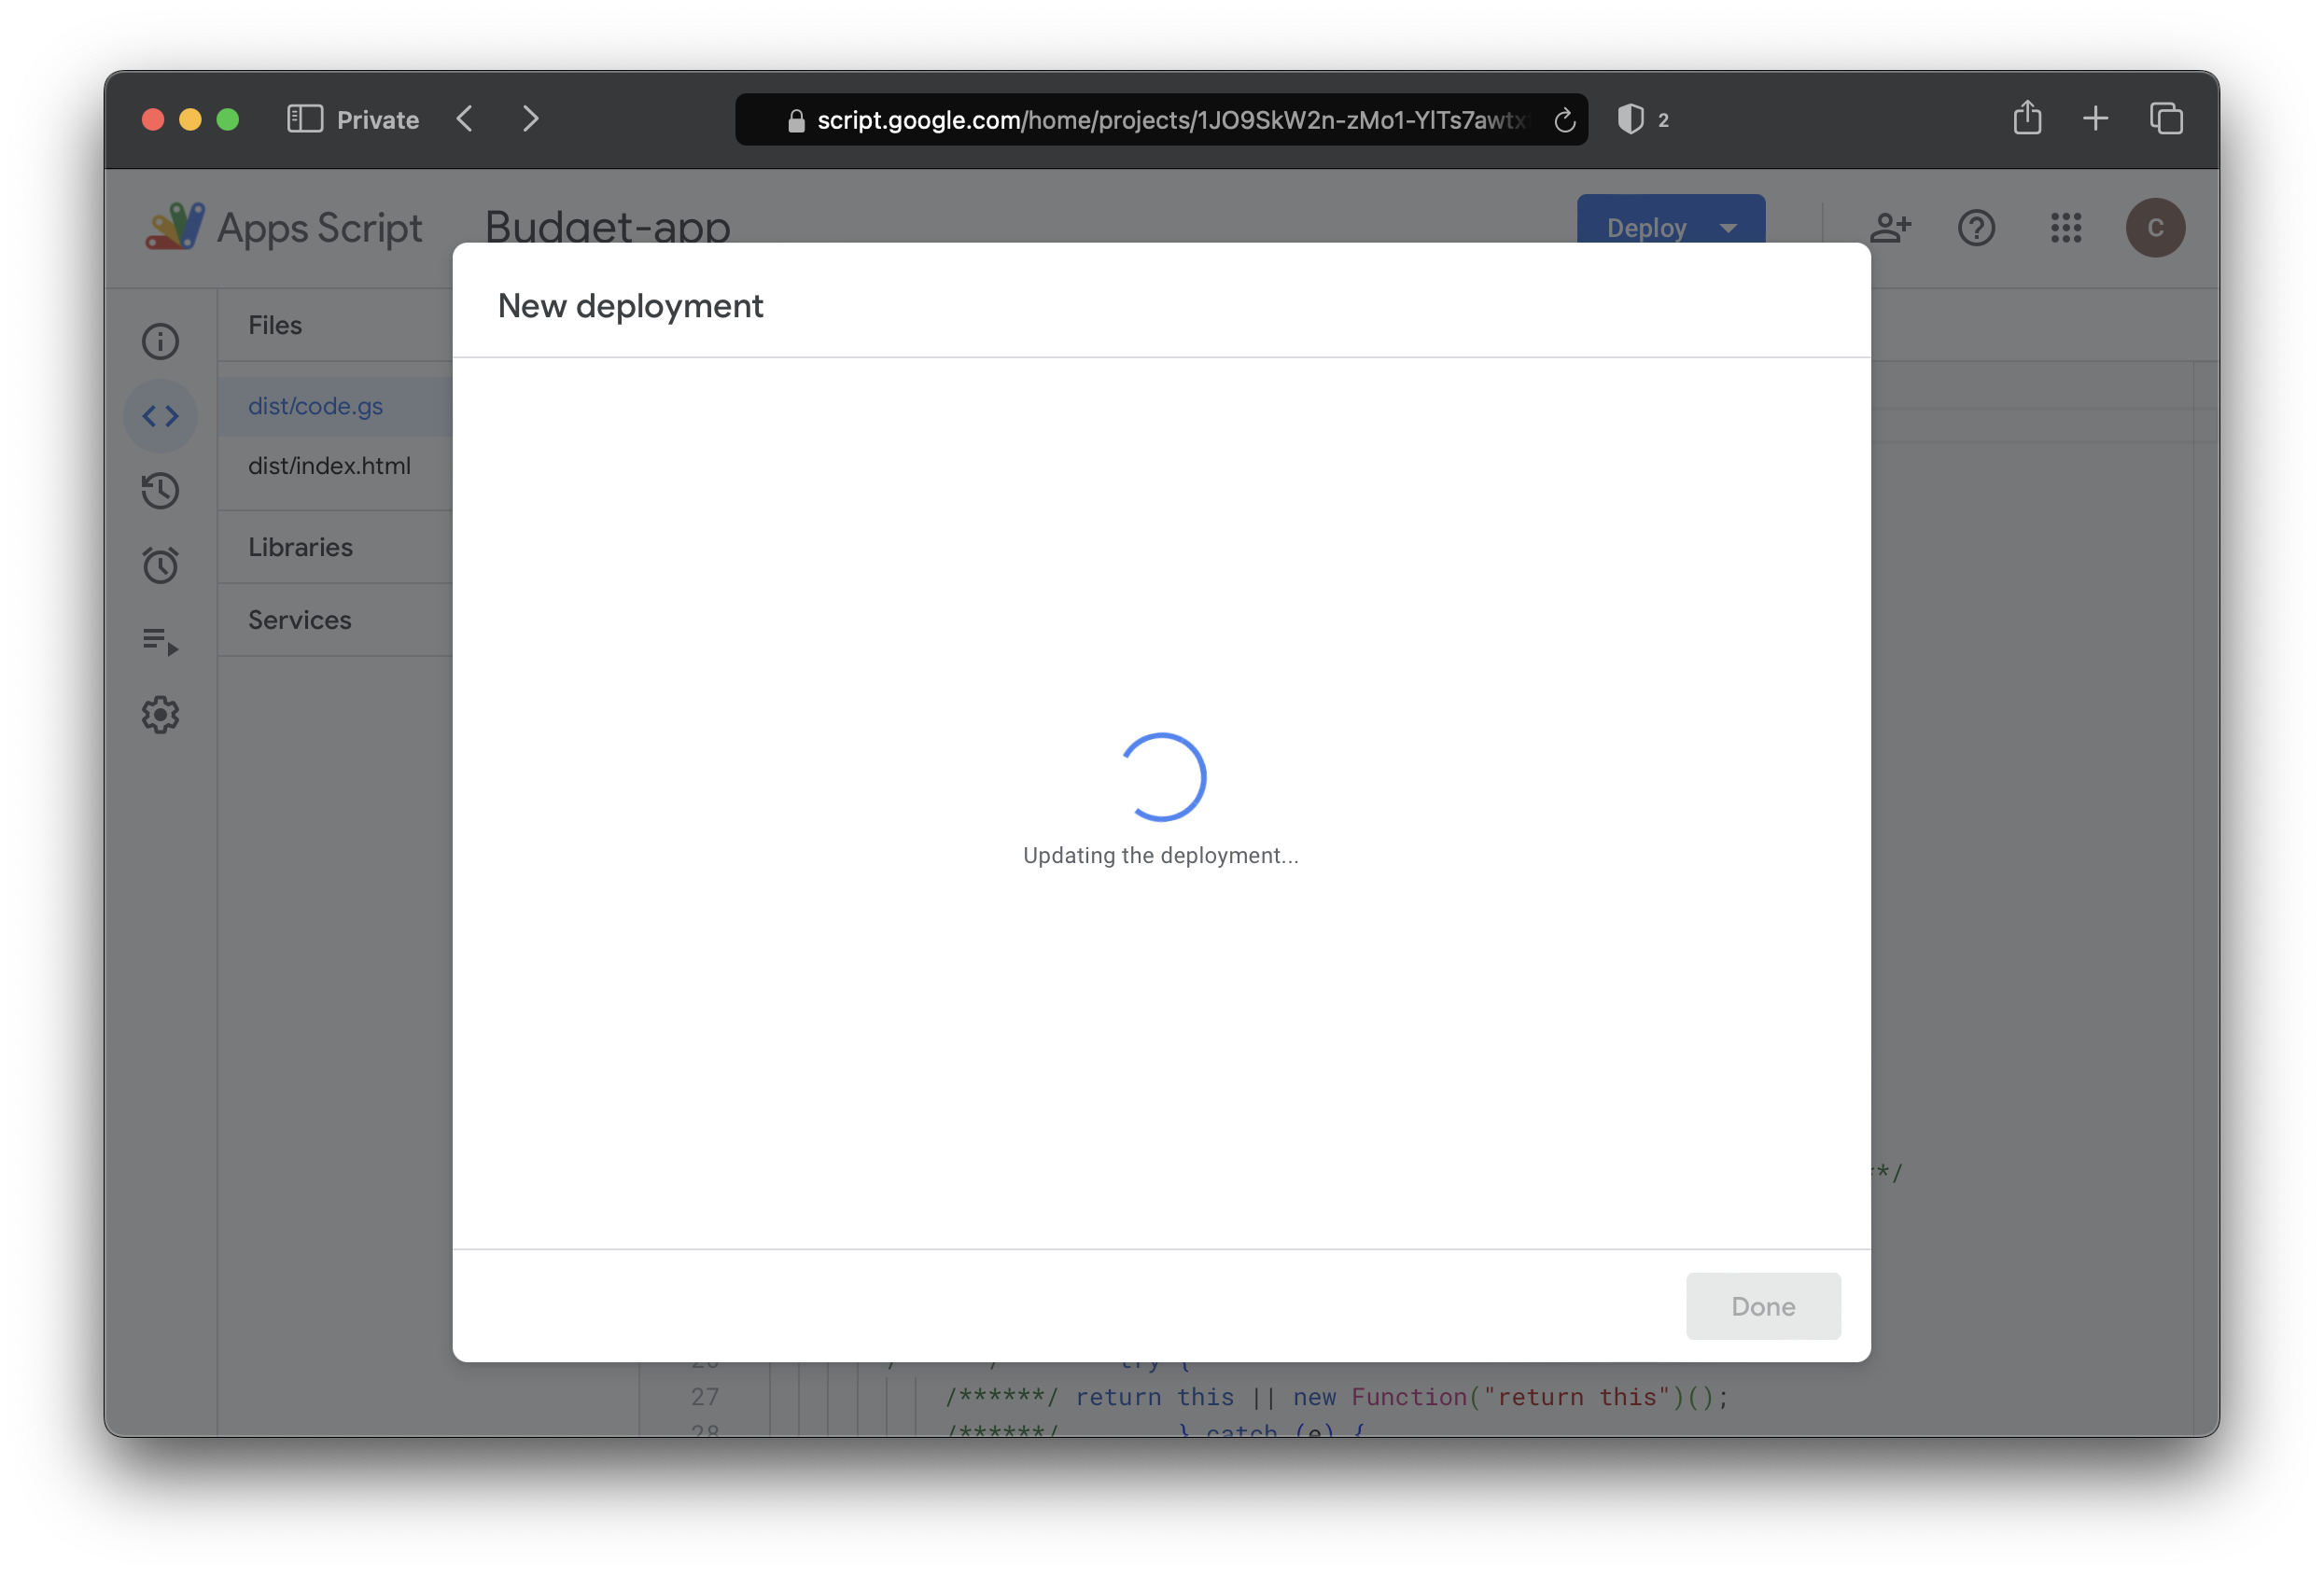 Private
script.google.com/home/projects/1JO9SkW2n-zMo1-YlTs7awtx
2
Apps Script
Budget-app
Deploy
C
New deployment
Files
dist/code.gs
dist/index.html
Libraries
Services
Updating the deployment...
**/
Done
try {
27 /******/ return this || new Function("return this")();
28 /******/ } catch (e) {